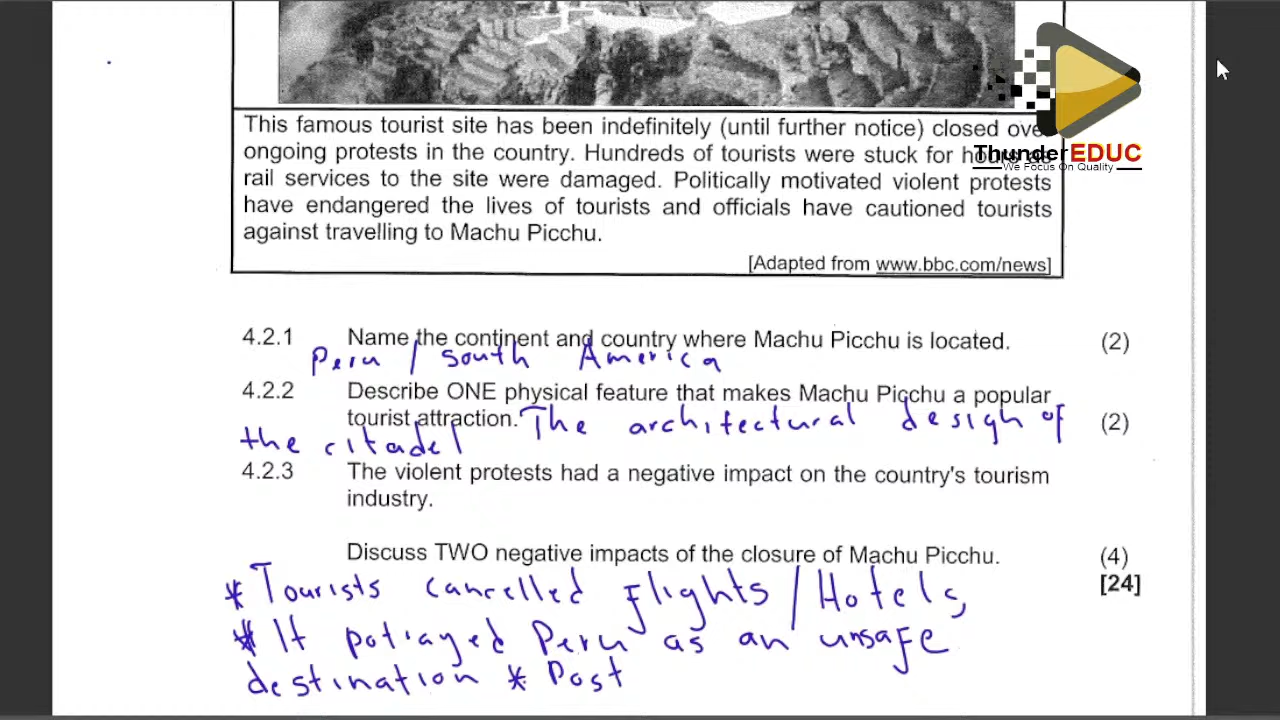 This famous tourist site has been indefinitely (until further notice) closed over
ongoing protests in the country. Hundreds of tourists were stuck for hours as
rail services to the site were damaged. Politically motivated violent protests
have endangered the lives of tourists and officials have cautioned tourists
against travelling to Machu Picchu.
[Adapted from www.bbc.com/news]
ThunderEDUC
We Focus On Quality
4.2.1 Name the continent and country where Machu Picchu is located. (2)
Peru / South America
4.2.2 Describe ONE physical feature that makes Machu Picchu a popular
tourist attraction. The architectural design of (2)
the citadel
4.2.3 The violent protests had a negative impact on the country's tourism
industry.
Discuss TWO negative impacts of the closure of Machu Picchu. (4)
[24]
* Tourists cancelled flights / Hotels,
* It potrayed Peru as an unsafe
destination * Post